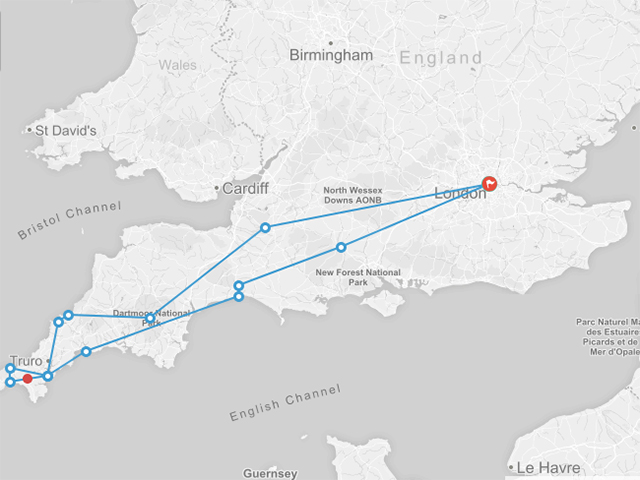 Birmingham
England
Wales
St David's
Cardiff
North Wessex
Downs AONB
London
Bristol Channel
New Forest National
Park
Dartmoor National
Park
Parc Naturel Ma
des Estuaire
Picards et de
Mer d'Opale
Truro
English Channel
Guernsey
Le Havre